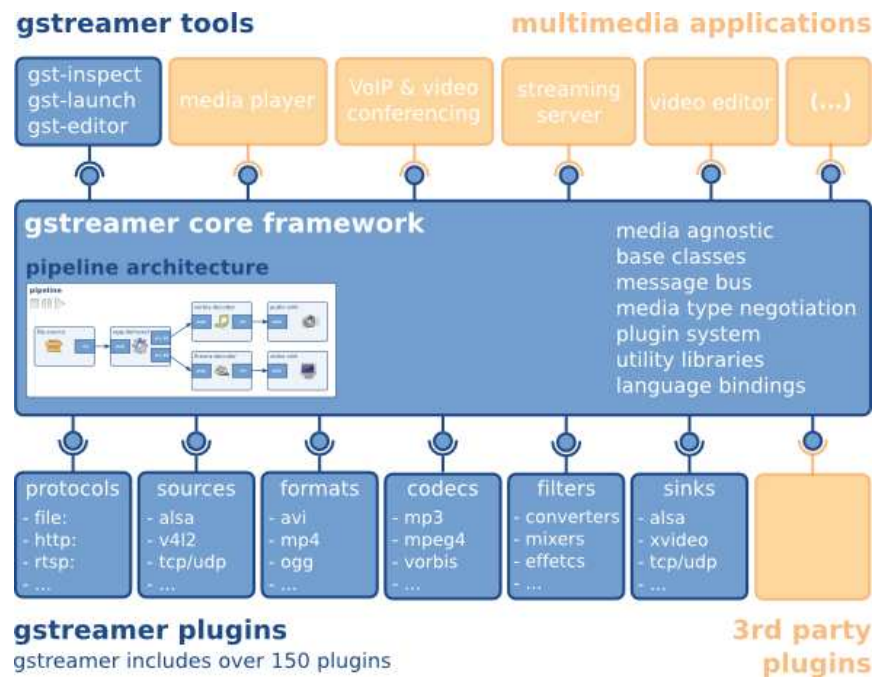 gstreamer tools
multimedia applications
gst-inspect
gst-launch
gst-editor
media player
VoIP & video
conferencing
streaming
server
video editor
(...)
gstreamer core framework
media agnostic
base classes
message bus
media type negotiation
plugin system
utility libraries
language bindings
pipeline architecture
pipeline
protocols
- file:
- http:
- rtsp:
- ...
sources
- alsa
- v4l2
- tcp/udp
- ...
formats
- avi
- mp4
- ogg
- ...
codecs
- mp3
- mpeg4
- vorbis
- ...
filters
- converters
- mixers
- effetcs
- ...
sinks
- alsa
- xvideo
- tcp/udp
- ...
gstreamer plugins
gstreamer includes over 150 plugins
3rd party
plugins